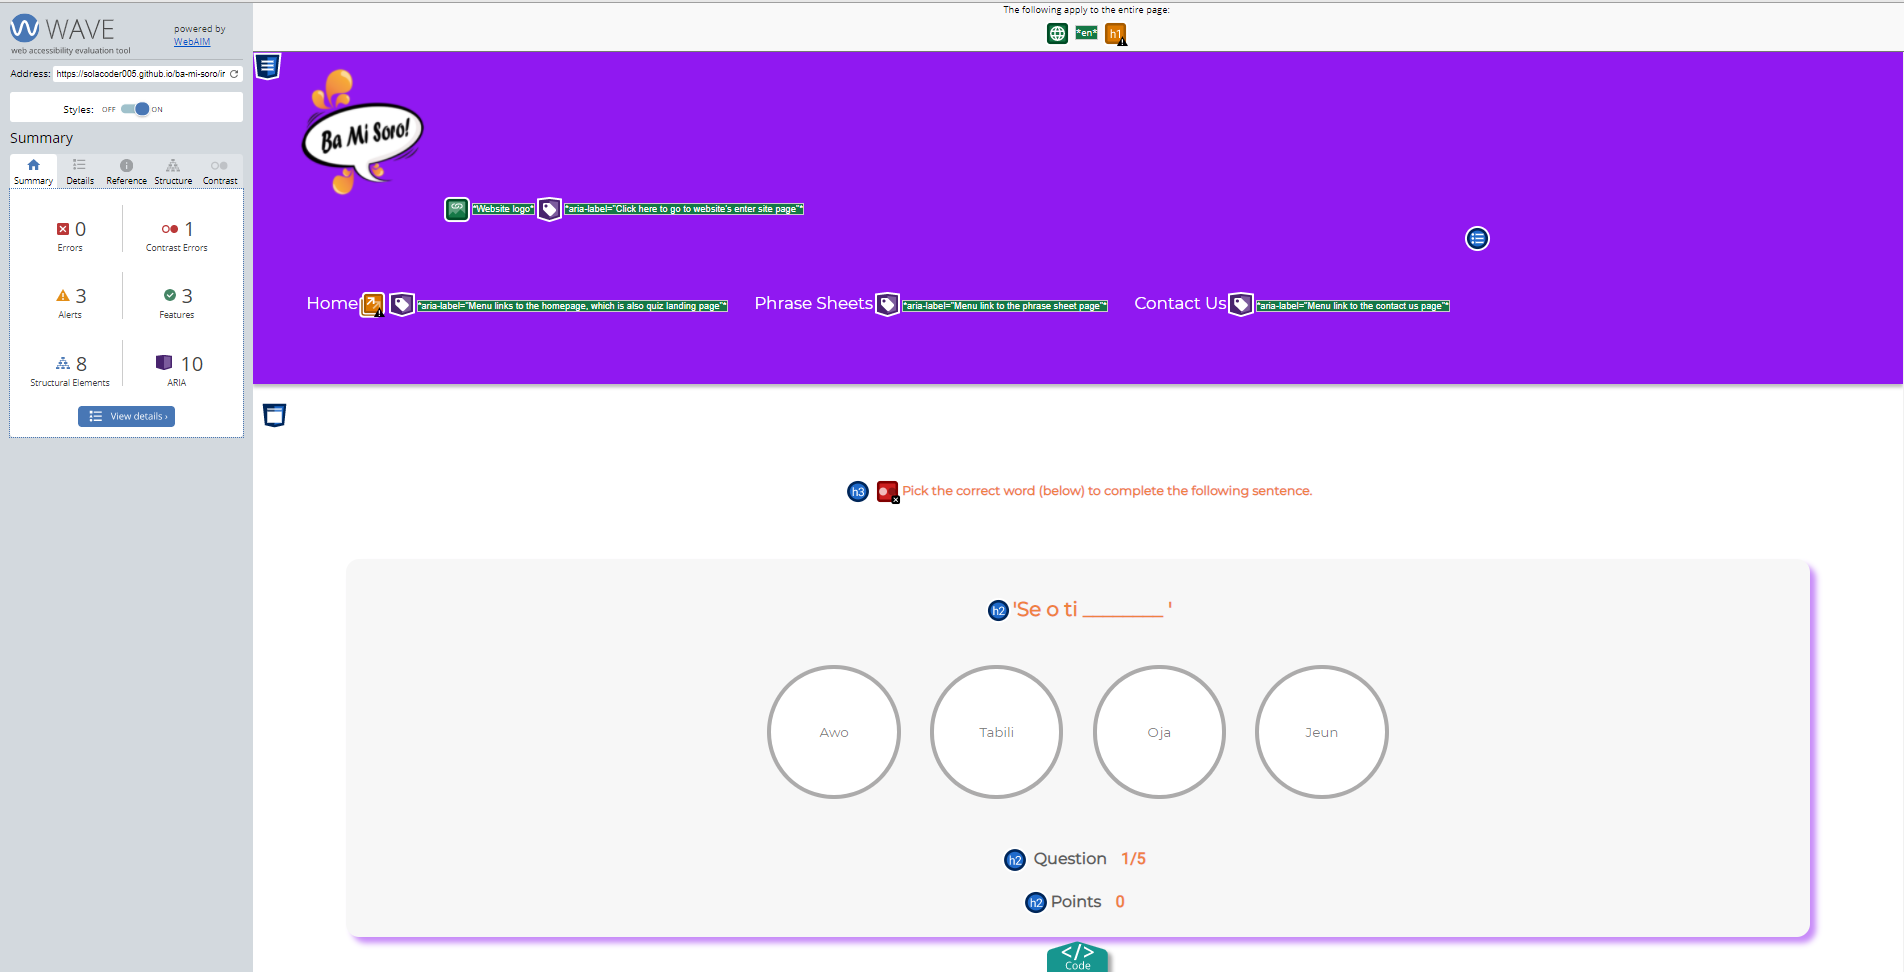 WAVE
web accessibility evaluation tool
powered by
WebAIM
Address: https://solacoder005.github.io/ba-mi-soro/ir
Styles: OFF ON
Summary
Summary Details Reference Structure Contrast
0 Errors
1 Contrast Errors
3 Alerts
3 Features
8 Structural Elements
10 ARIA
View details ›
The following apply to the entire page:
*en* h1
Ba Mi Soro!
*Website logo* *aria-label="Click here to go to website's enter site page"*
Home *aria-label="Menu links to the homepage, which is also quiz landing page"* Phrase Sheets *aria-label="Menu link to the phrase sheet page"* Contact Us *aria-label="Menu link to the contact us page"*
h3 Pick the correct word (below) to complete the following sentence.
h2 'Se o ti ________ '
Awo Tabili Oja Jeun
h2 Question 1/5
h2 Points 0
</>
Code